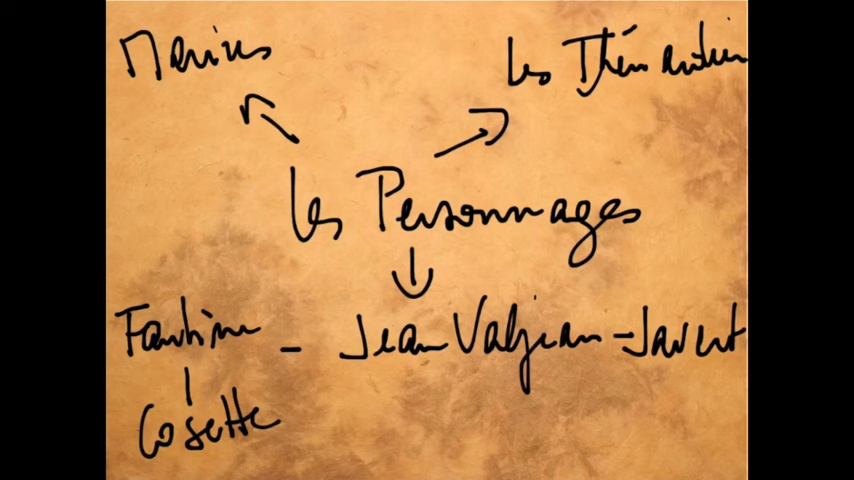 Marius
Les Thénardier
Les Personnages
Fantine - Jean Valjean - Javert
Cosette